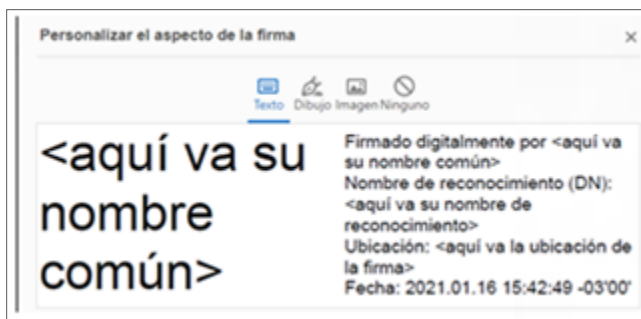 Personalizar el aspecto de la firma
Texto Dibujo Imagen Ninguno
<aquí va su
nombre
común>
Firmado digitalmente por <aquí va
su nombre común>
Nombre de reconocimiento (DN):
<aquí va su nombre de
reconocimiento>
Ubicación: <aquí va la ubicación de
la firma>
Fecha: 2021.01.16 15:42:49 -03'00'